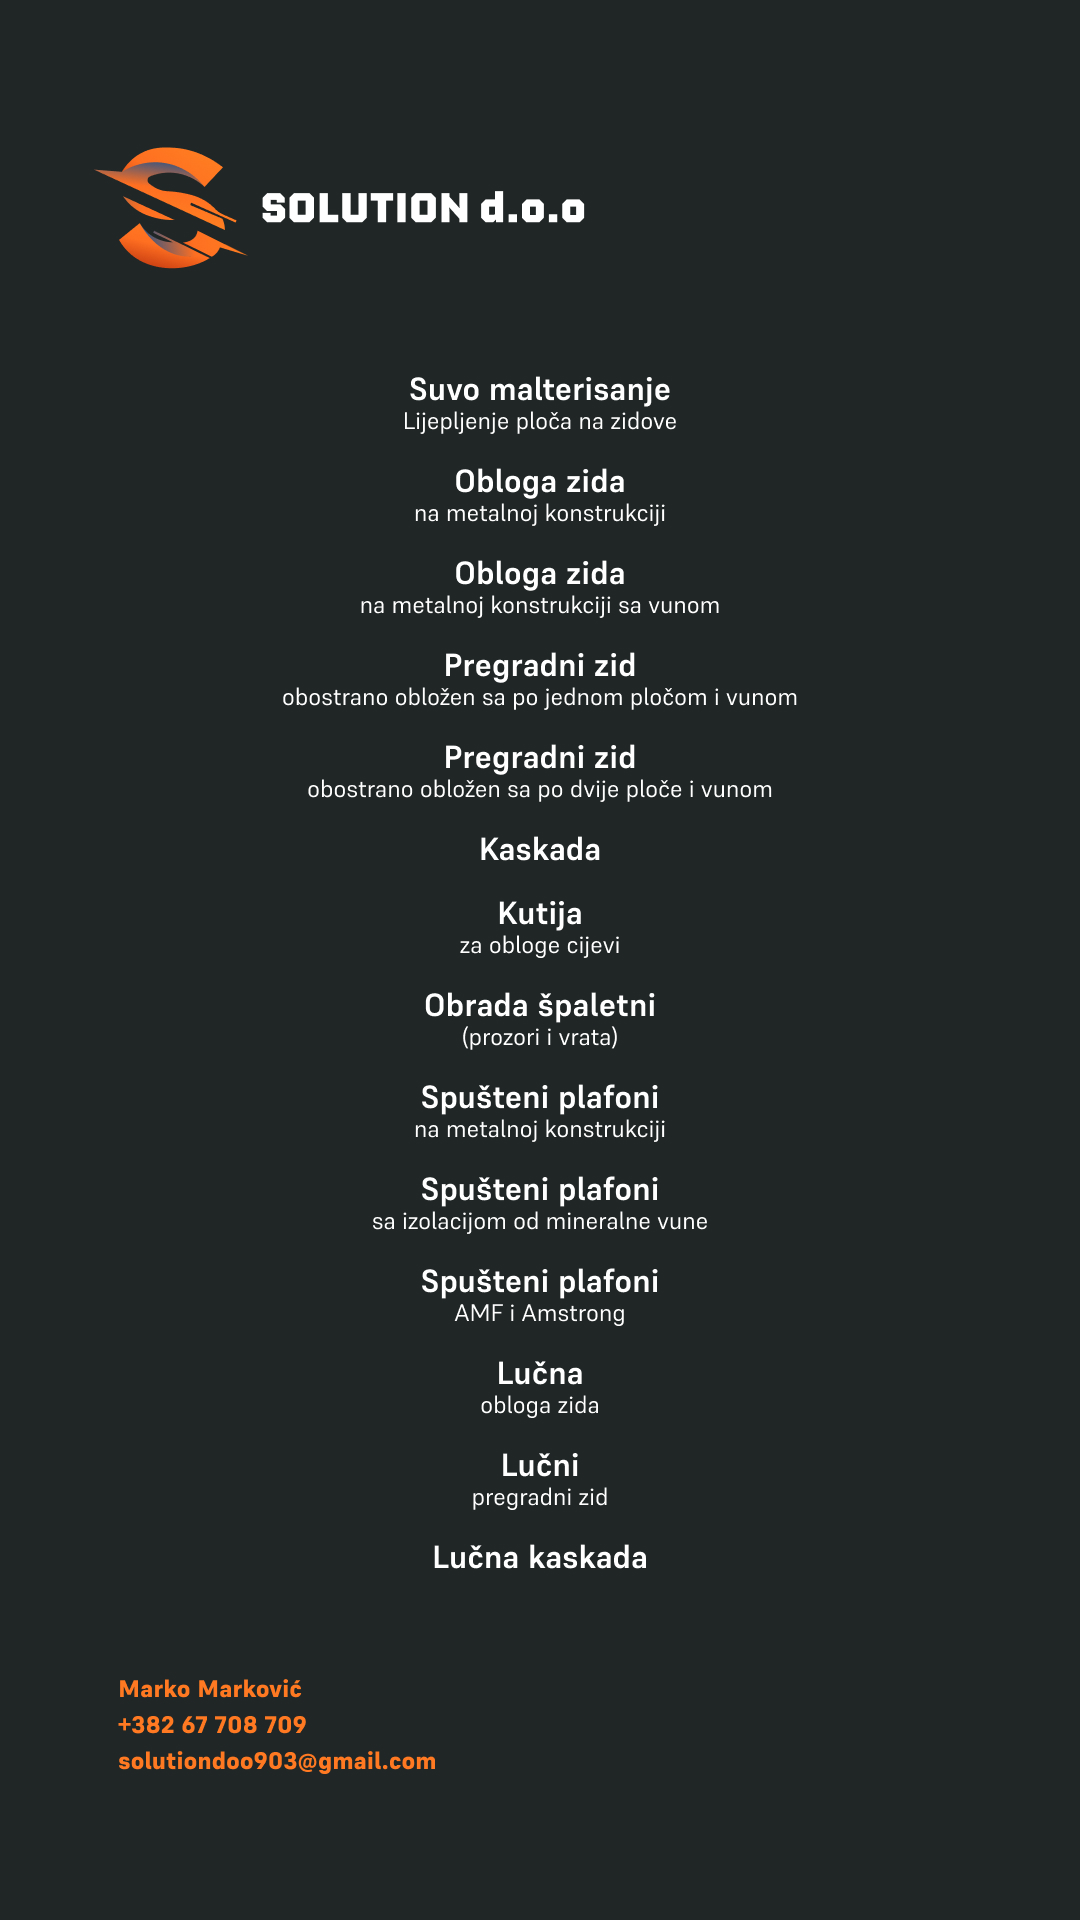 SOLUTION d.o.o
Suvo malterisanje
Lijepljenje ploča na zidove
Obloga zida
na metalnoj konstrukciji
Obloga zida
na metalnoj konstrukciji sa vunom
Pregradni zid
obostrano obložen sa po jednom pločom i vunom
Pregradni zid
obostrano obložen sa po dvije ploče i vunom
Kaskada
Kutija
za obloge cijevi
Obrada špaletni
(prozori i vrata)
Spušteni plafoni
na metalnoj konstrukciji
Spušteni plafoni
sa izolacijom od mineralne vune
Spušteni plafoni
AMF i Amstrong
Lučna
obloga zida
Lučni
pregradni zid
Lučna kaskada
Marko Marković
+382 67 708 709
solutiondoo903@gmail.com